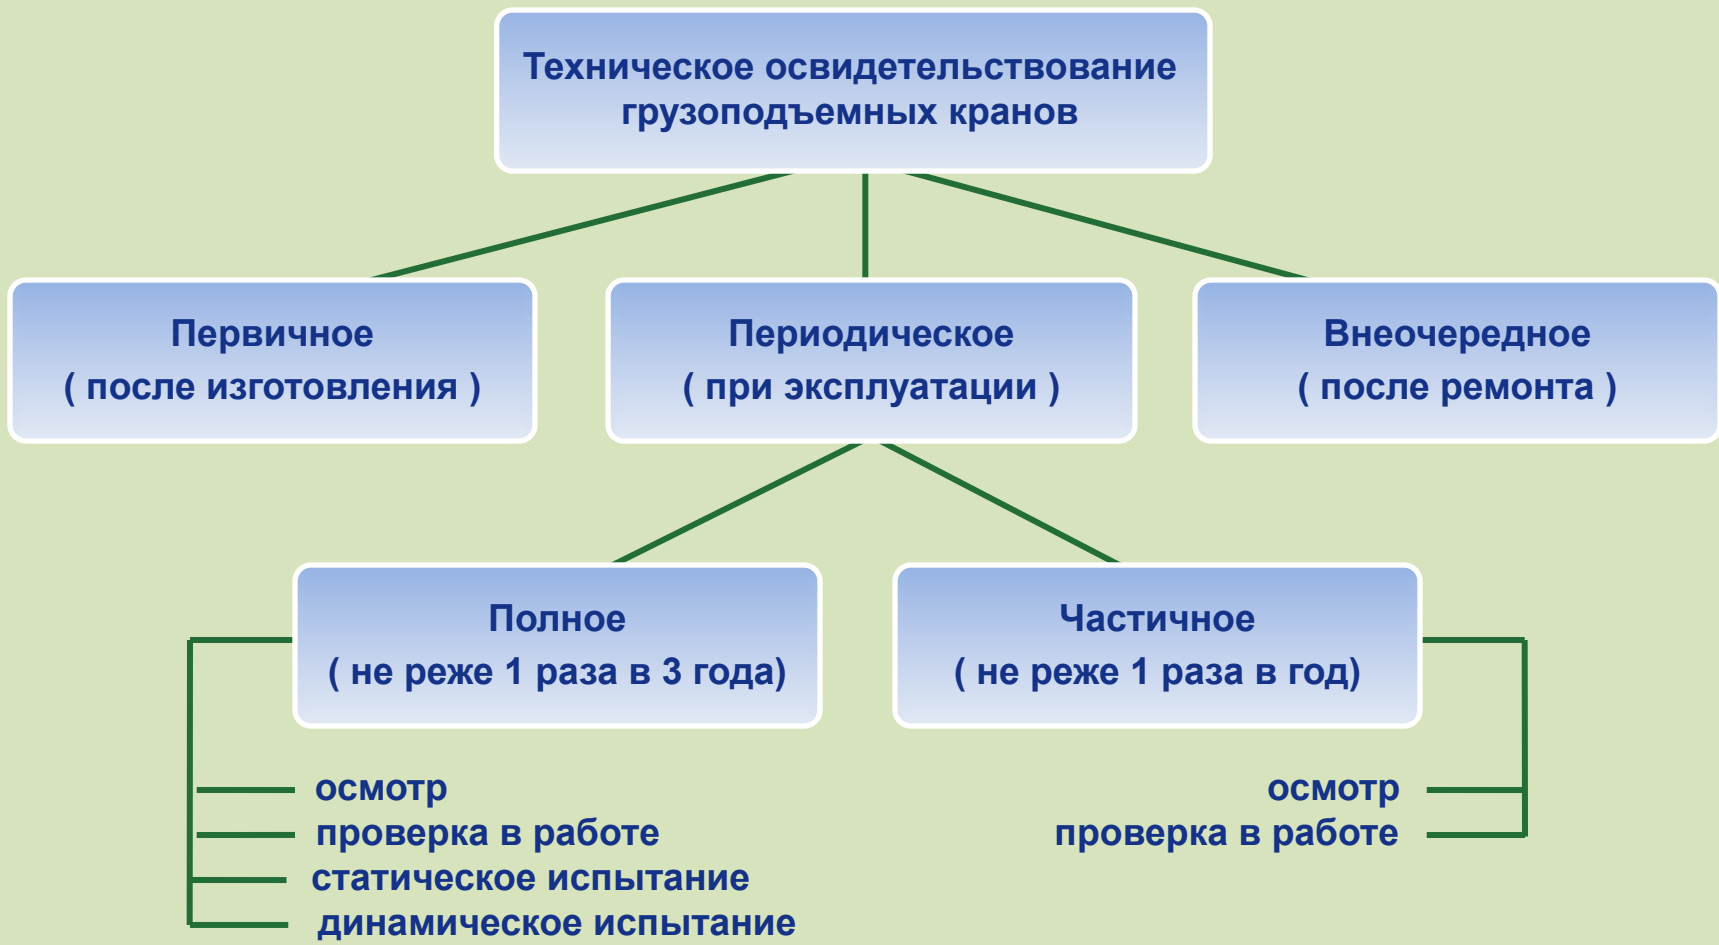 Техническое освидетельствование
грузоподъемных кранов
Первичное
( после изготовления )
Периодическое
( при эксплуатации )
Внеочередное
( после ремонта )
Полное
( не реже 1 раза в 3 года)
Частичное
( не реже 1 раза в год)
осмотр
проверка в работе
статическое испытание
динамическое испытание
осмотр
проверка в работе